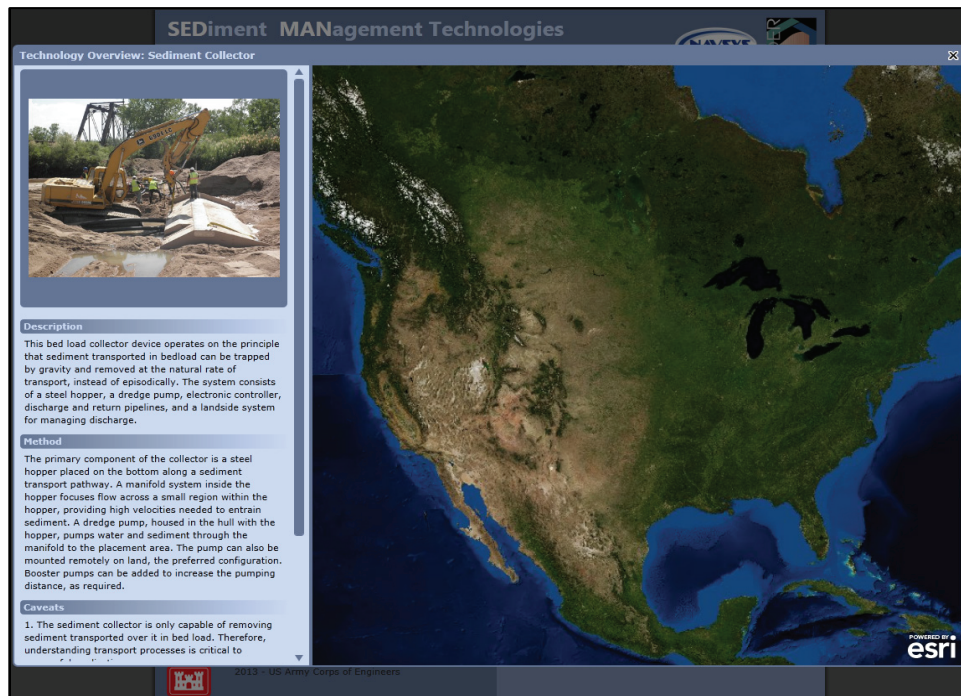 SEDiment MANagement Technologies
NAVSYS
Technology Overview: Sediment Collector
Description
This bed load collector device operates on the principle
that sediment transported in bedload can be trapped
by gravity and removed at the natural rate of
transport, instead of episodically. The system consists
of a steel hopper, a dredge pump, electronic controller,
discharge and return pipelines, and a landside system
for managing discharge.
Method
The primary component of the collector is a steel
hopper placed on the bottom along a sediment
transport pathway. A manifold system inside the
hopper focuses flow across a small region within the
hopper, providing high velocities needed to entrain
sediment. A dredge pump, housed in the hull with the
hopper, pumps water and sediment through the
manifold to the placement area. The pump can also be
mounted remotely on land, the preferred configuration.
Booster pumps can be added to increase the pumping
distance, as required.
Caveats
1. The sediment collector is only capable of removing
sediment transported over it in bed load. Therefore,
understanding transport processes is critical to
POWERED BY
esri
2013 - US Army Corps of Engineers